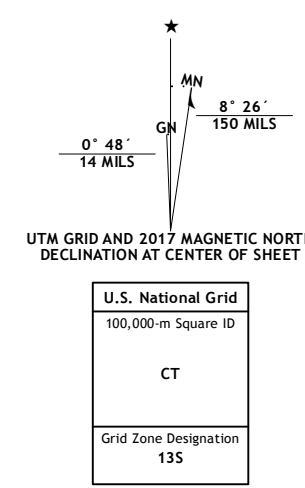 ★
MN
8° 26´
150 MILS
GN
0° 48´
14 MILS
UTM GRID AND 2017 MAGNETIC NORT
DECLINATION AT CENTER OF SHEET
U.S. National Grid
100,000-m Square ID
CT
Grid Zone Designation
13S